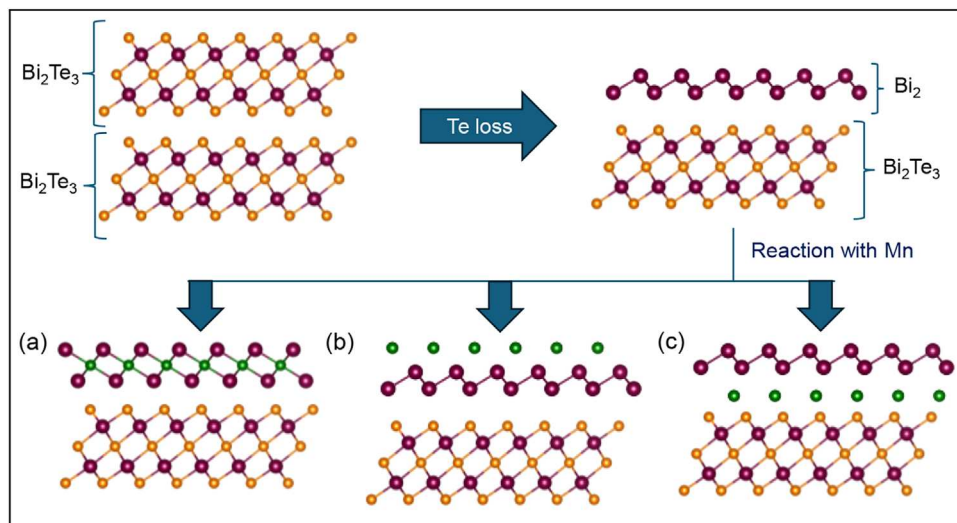 Bi₂Te₃
Bi₂Te₃
Te loss
Bi₂
Bi₂Te₃
Reaction with Mn
(a)
(b)
(c)